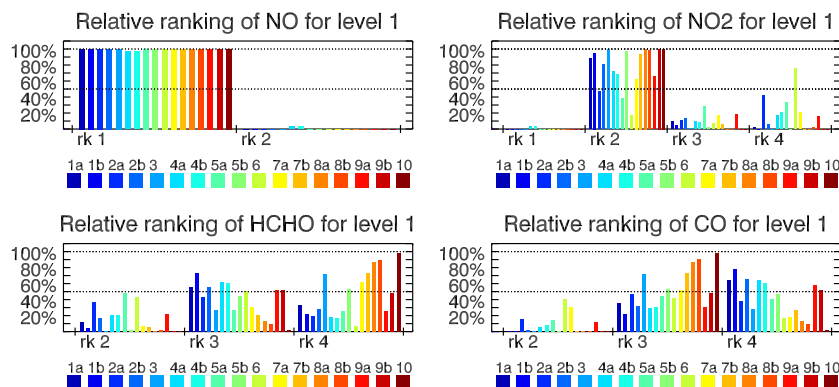 Relative ranking of NO for level 1
100%
80%
60%
40%
20%
rk 1 rk 2
1a 1b 2a 2b 3 4a 4b 5a 5b 6 7a 7b 8a 8b 9a 9b 10
Relative ranking of NO2 for level 1
100%
80%
60%
40%
20%
rk 1 rk 2 rk 3 rk 4
1a 1b 2a 2b 3 4a 4b 5a 5b 6 7a 7b 8a 8b 9a 9b 10
Relative ranking of HCHO for level 1
100%
80%
60%
40%
20%
rk 2 rk 3 rk 4
1a 1b 2a 2b 3 4a 4b 5a 5b 6 7a 7b 8a 8b 9a 9b 10
Relative ranking of CO for level 1
100%
80%
60%
40%
20%
rk 2 rk 3 rk 4
1a 1b 2a 2b 3 4a 4b 5a 5b 6 7a 7b 8a 8b 9a 9b 10